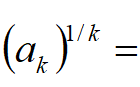 (a_k)^{1/k} =